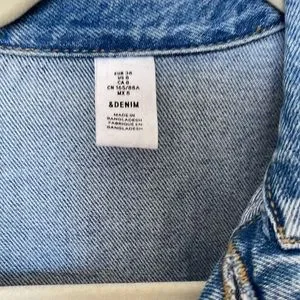 EUR 38
US 8
CA 8
CN 165/88A
MX 8
&DENIM
MADE IN
BANGLADESH
FABRIQUÉ EN
BANGLADESH